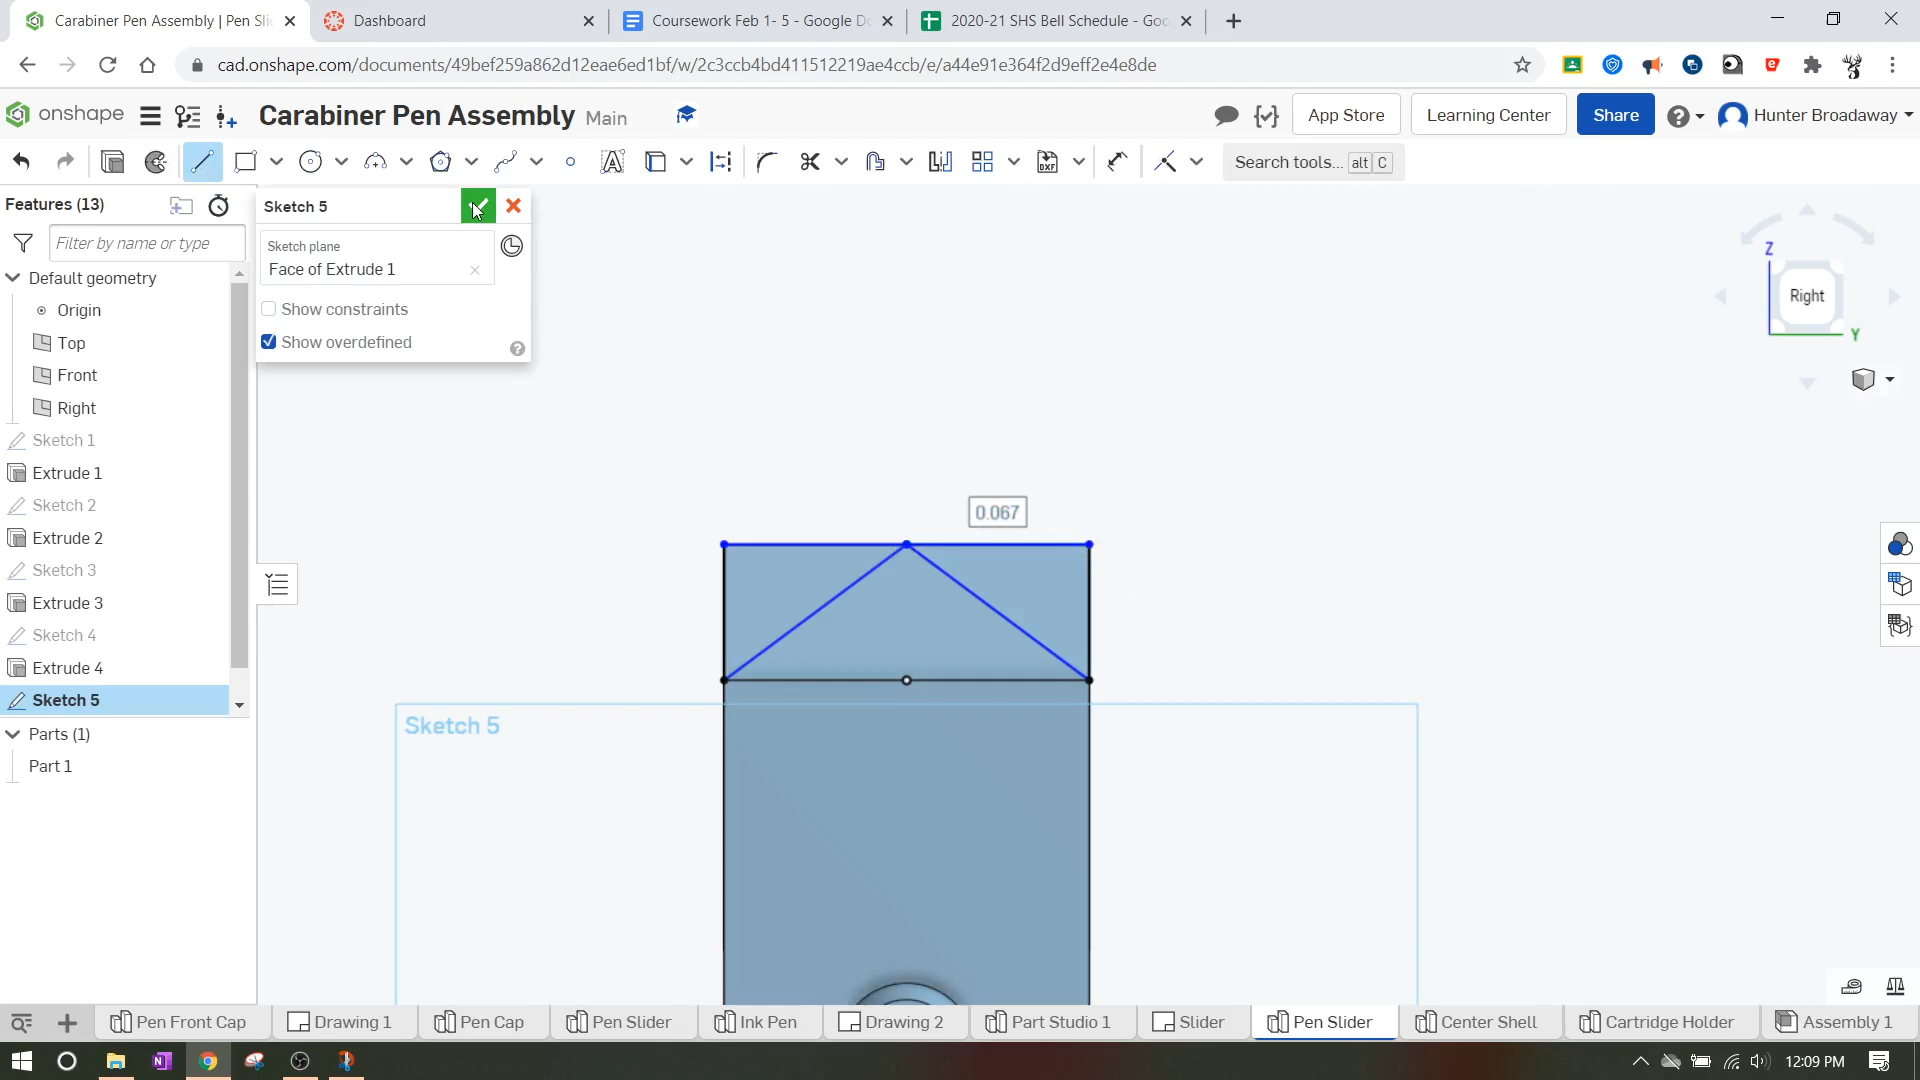 Carabiner Pen Assembly | Pen Slic
Dashboard
Coursework Feb 1- 5 - Google Do
2020-21 SHS Bell Schedule - Goo
cad.onshape.com/documents/49bef259a862d12eae6ed1bf/w/2c3ccb4bd411512219ae4ccb/e/a44e91e364f2d9eff2e4e8de
onshape
Carabiner Pen Assembly Main
App Store
Learning Center
Share
Hunter Broadaway
Search tools... alt C
Features (13)
Filter by name or type
Default geometry
Origin
Top
Front
Right
Sketch 1
Extrude 1
Sketch 2
Extrude 2
Sketch 3
Extrude 3
Sketch 4
Extrude 4
Sketch 5
Parts (1)
Part 1
Sketch 5
Sketch plane
Face of Extrude 1
Show constraints
Show overdefined
Z
Right
Y
0.067
Sketch 5
Pen Front Cap
Drawing 1
Pen Cap
Pen Slider
Ink Pen
Drawing 2
Part Studio 1
Slider
Pen Slider
Center Shell
Cartridge Holder
Assembly 1
12:09 PM